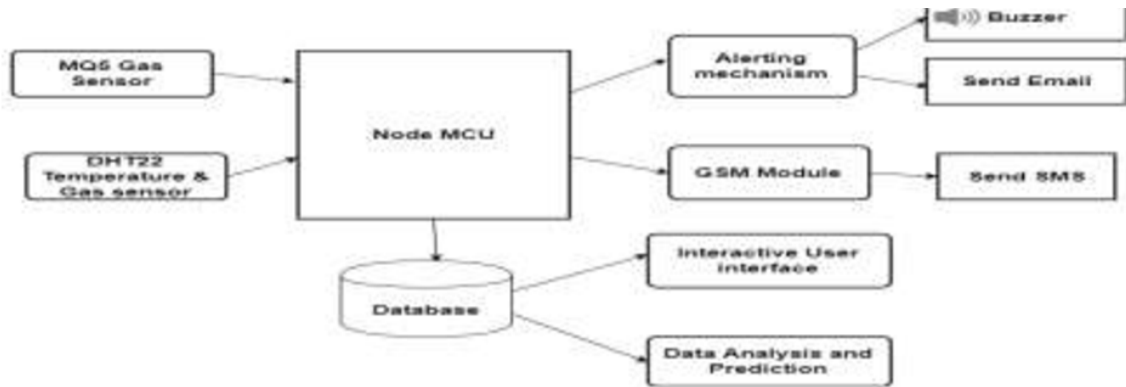 Buzzer
MQ5 Gas
Sensor
Alerting
mechanism
Send Email
Node MCU
DHT22
Temperature &
Gas sensor
GSM Module
Send SMS
Interactive User
interface
Database
Data Analysis and
Prediction